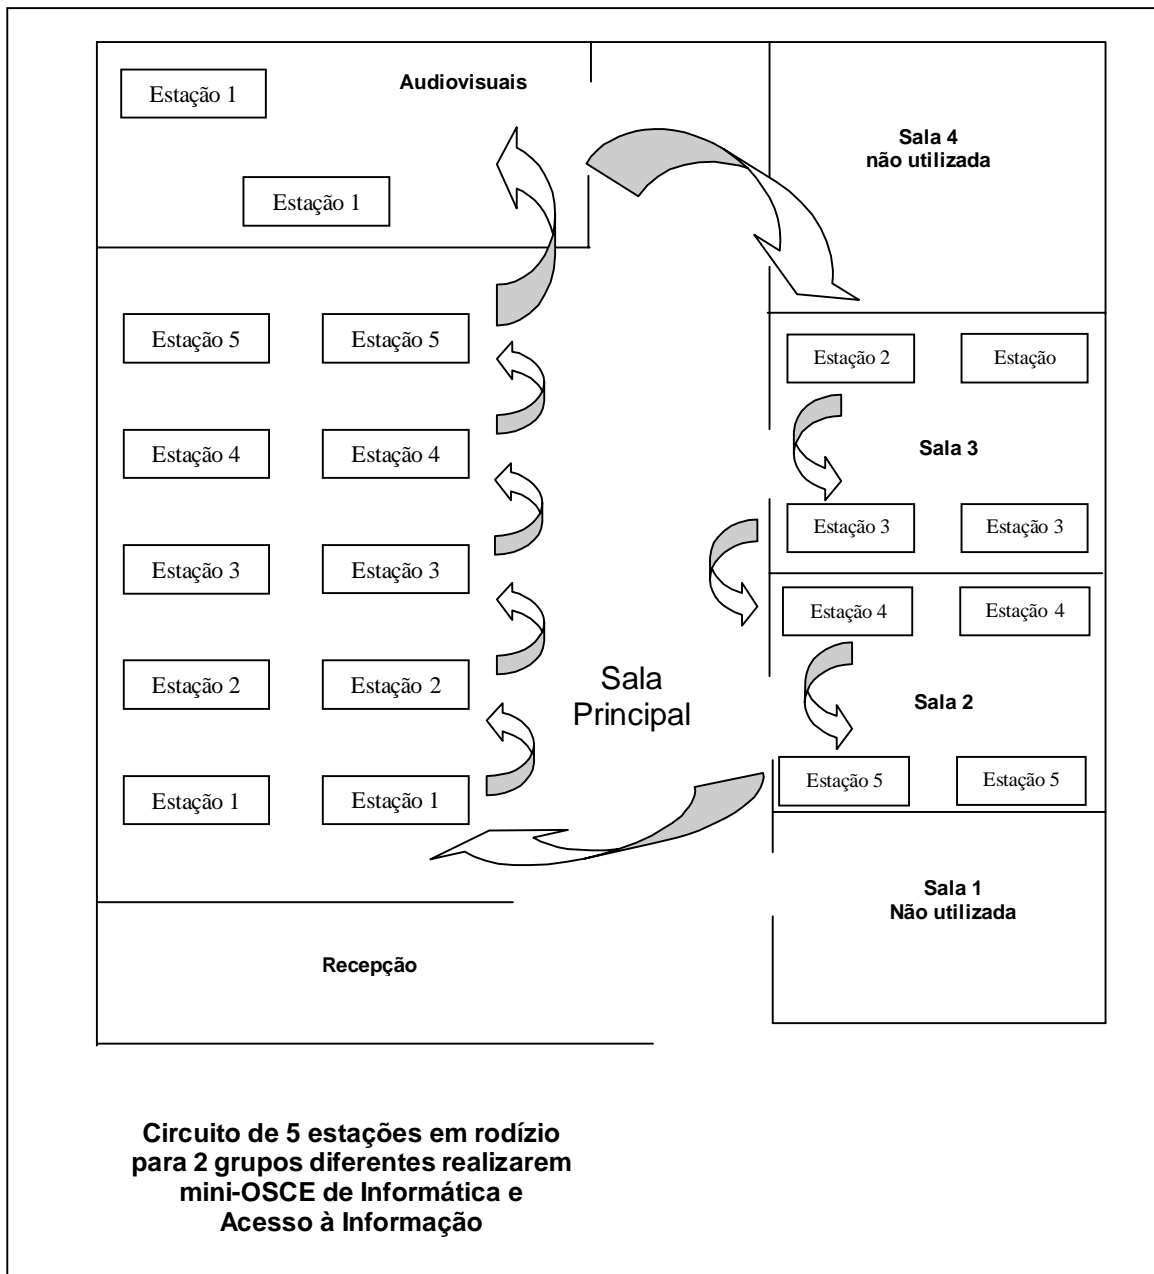 Audiovisuais
Estação 1
Sala 4
não utilizada
Estação 1
Estação 5
Estação 5
Estação 2
Estação
Estação 4
Estação 4
Sala 3
Estação 3
Estação 3
Estação 3
Estação 3
Estação 4
Estação 4
Estação 2
Estação 2
Sala
Principal
Sala 2
Estação 5
Estação 5
Estação 1
Estação 1
Sala 1
Não utilizada
Recepção
Circuito de 5 estações em rodízio
para 2 grupos diferentes realizarem
mini-OSCE de Informática e
Acesso à Informação